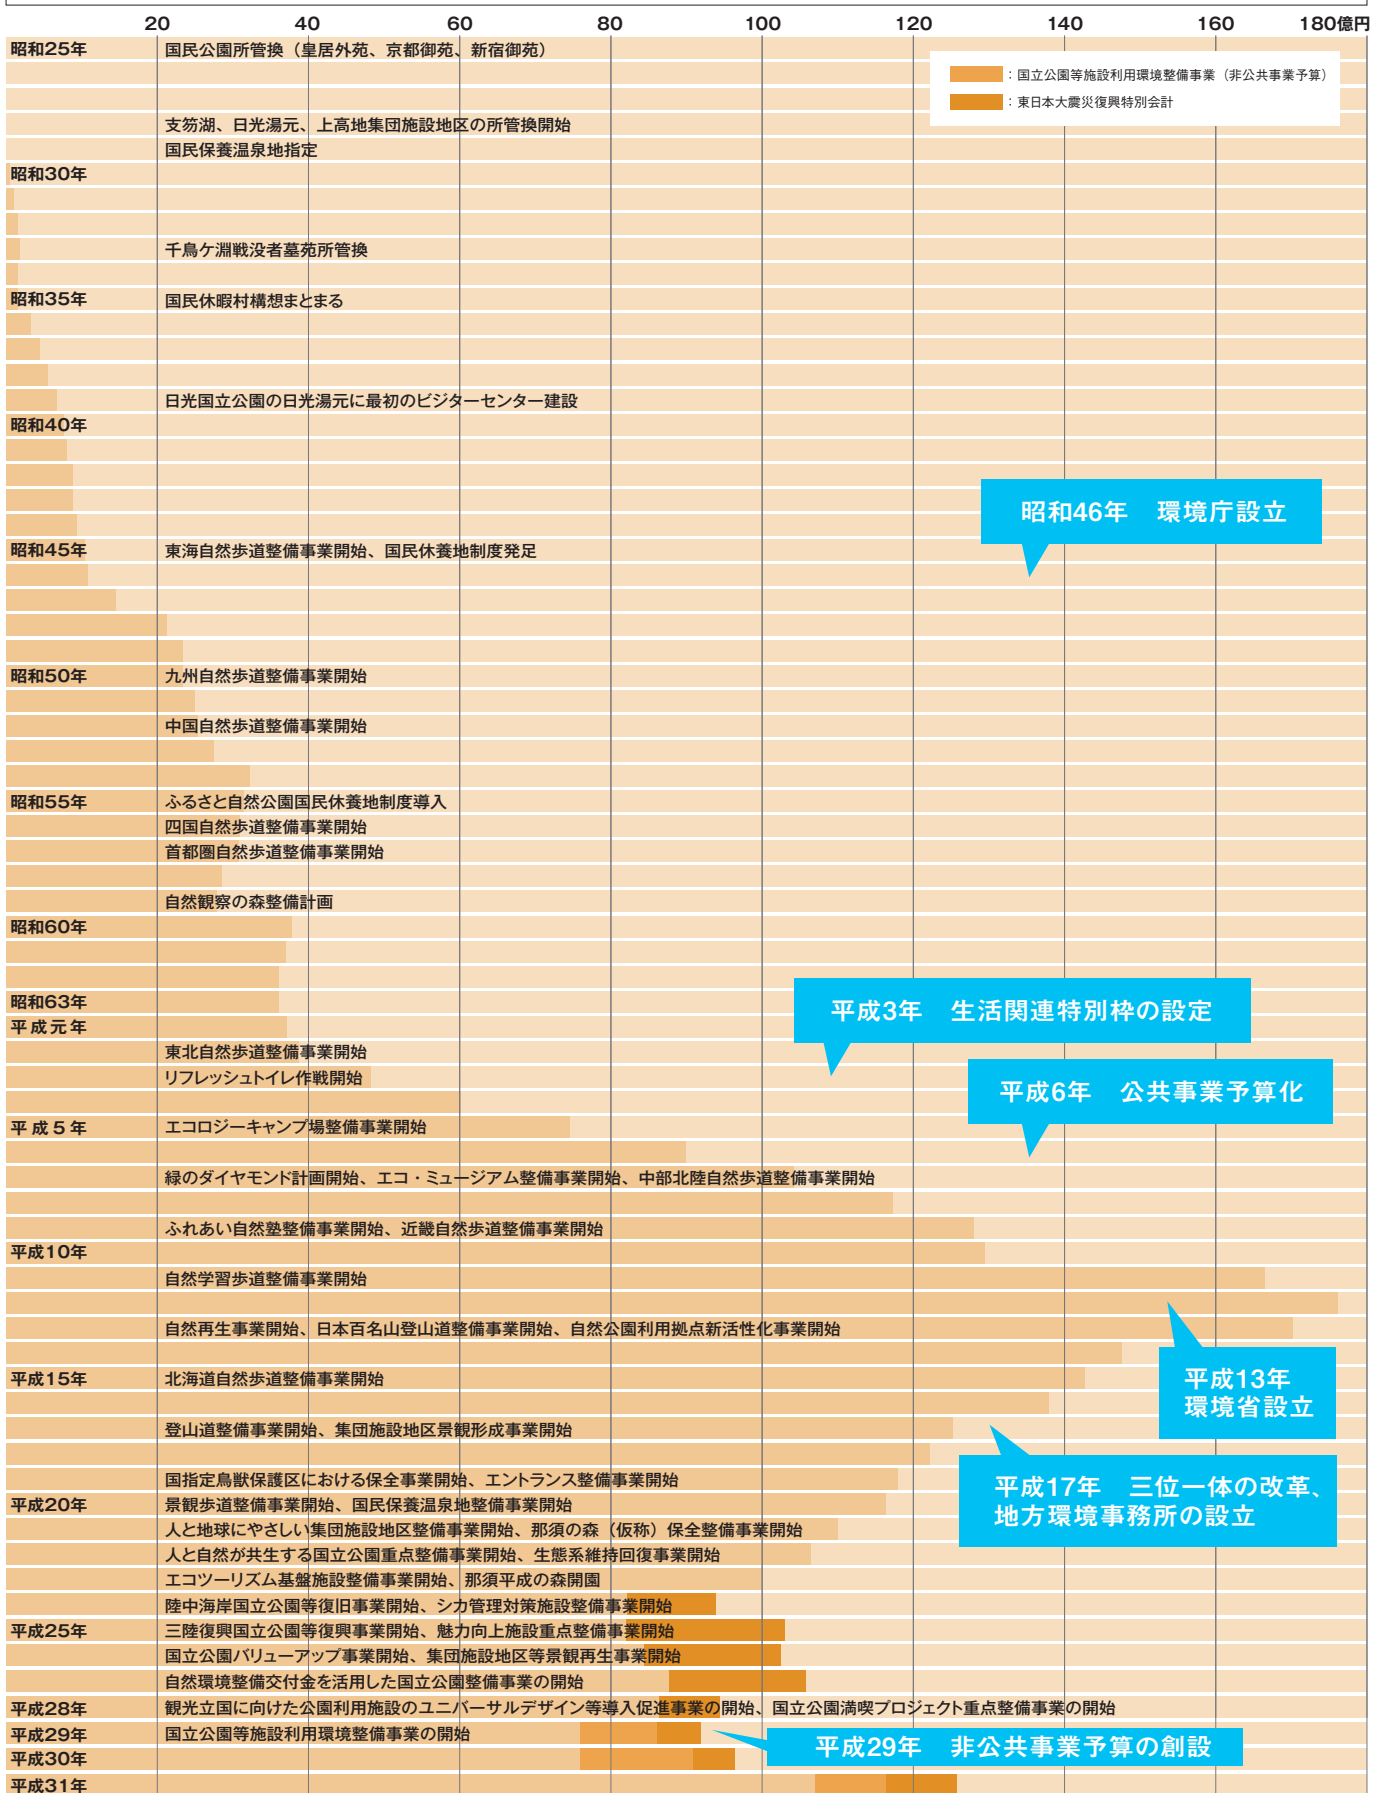 20 40 60 80 100 120 140 160 180億円
昭和25年 国民公園所管換（皇居外苑、京都御苑、新宿御苑）
：国立公園等施設利用環境整備事業（非公共事業予算）
：東日本大震災復興特別会計
支笏湖、日光湯元、上高地集団施設地区の所管換開始
国民保養温泉地指定
昭和30年
千鳥ケ淵戦没者墓苑所管換
昭和35年 国民休暇村構想まとまる
日光国立公園の日光湯元に最初のビジターセンター建設
昭和40年
昭和46年　環境庁設立
昭和45年 東海自然歩道整備事業開始、国民休養地制度発足
昭和50年 九州自然歩道整備事業開始
中国自然歩道整備事業開始
昭和55年 ふるさと自然公園国民休養地制度導入
四国自然歩道整備事業開始
首都圏自然歩道整備事業開始
自然観察の森整備計画
昭和60年
昭和63年
平成3年　生活関連特別枠の設定
平成元年
東北自然歩道整備事業開始
リフレッシュトイレ作戦開始
平成6年　公共事業予算化
平成5年 エコロジーキャンプ場整備事業開始
緑のダイヤモンド計画開始、エコ・ミュージアム整備事業開始、中部北陸自然歩道整備事業開始
ふれあい自然塾整備事業開始、近畿自然歩道整備事業開始
平成10年
自然学習歩道整備事業開始
自然再生事業開始、日本百名山登山道整備事業開始、自然公園利用拠点新活性化事業開始
平成15年 北海道自然歩道整備事業開始
平成13年
環境省設立
登山道整備事業開始、集団施設地区景観形成事業開始
国指定鳥獣保護区における保全事業開始、エントランス整備事業開始
平成17年　三位一体の改革、
地方環境事務所の設立
平成20年 景観歩道整備事業開始、国民保養温泉地整備事業開始
人と地球にやさしい集団施設地区整備事業開始、那須の森（仮称）保全整備事業開始
人と自然が共生する国立公園重点整備事業開始、生態系維持回復事業開始
エコツーリズム基盤施設整備事業開始、那須平成の森開園
陸中海岸国立公園等復旧事業開始、シカ管理対策施設整備事業開始
平成25年 三陸復興国立公園等復興事業開始、魅力向上施設重点整備事業開始
国立公園バリューアップ事業開始、集団施設地区等景観再生事業開始
自然環境整備交付金を活用した国立公園整備事業の開始
平成28年 観光立国に向けた公園利用施設のユニバーサルデザイン等導入促進事業の開始、国立公園満喫プロジェクト重点整備事業の開始
平成29年 国立公園等施設利用環境整備事業の開始
平成29年　非公共事業予算の創設
平成30年
平成31年